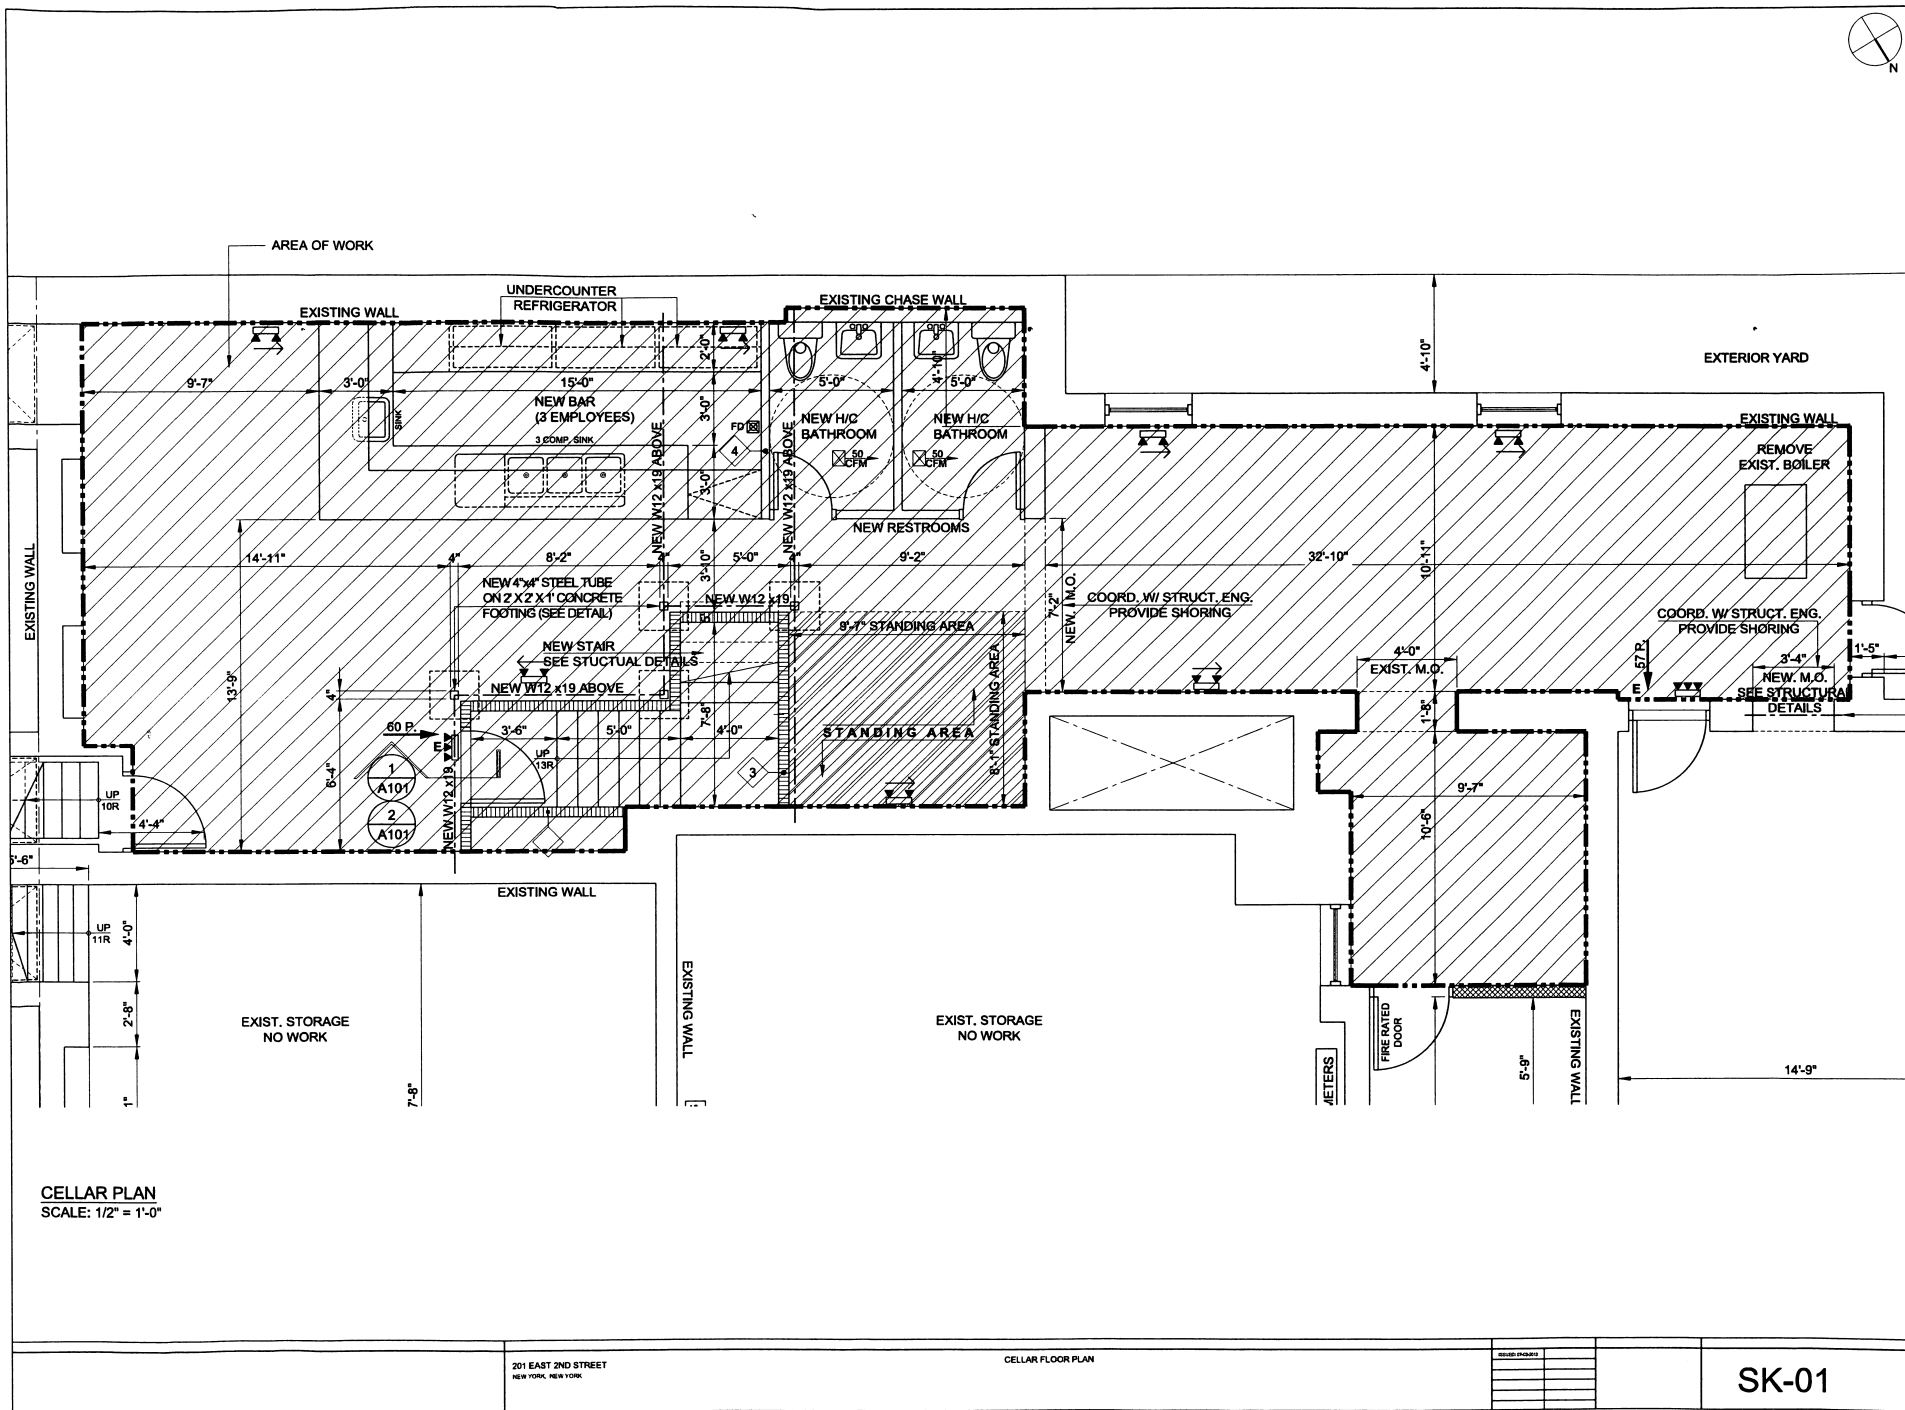 N
AREA OF WORK
EXISTING WALL
UNDERCOUNTER
REFRIGERATOR
EXISTING CHASE WALL
EXTERIOR YARD
4'-10"
9'-7"
3'-0"
15'-0"
2'-0"
5'-0"
4'-10"
5'-0"
NEW BAR
(3 EMPLOYEES)
SINK
3 COMP. SINK
3'-0"
FD
4
3'-0"
NEW H/C
BATHROOM
50
CFM
NEW H/C
BATHROOM
50
CFM
EXISTING WALL
REMOVE
EXIST. BOILER
NEW W12 x19 ABOVE
NEW W12 x19 ABOVE
NEW RESTROOMS
EXISTING WALL
14'-11"
4"
8'-2"
4"
5'-0"
4"
9'-2"
32'-10"
3'-10"
10'-11"
NEW 4"x4" STEEL TUBE
ON 2' X 2' X 1' CONCRETE
FOOTING (SEE DETAIL)
NEW W12 x19
5"
7'-2"
NEW. M.O.
COORD. W/ STRUCT. ENG.
PROVIDE SHORING
COORD. W/ STRUCT. ENG.
PROVIDE SHORING
9'-7" STANDING AREA
8'-1" STANDING AREA
NEW STAIR
SEE STUCTUAL DETAILS
NEW W12 x19 ABOVE
13'-9"
4"
6'-4"
4'-0"
EXIST. M.O.
57 P.
E
3'-4"
NEW. M.O.
SEE STRUCTURAL
DETAILS
1'-5"
1'-8"
60 P.
E
3'-6"
5'-0"
4'-0"
7'-8"
UP
13R
STANDING AREA
3
1
A101
2
A101
NEW W12 x19
UP
10R
4'-4"
9'-7"
10'-6"
5'-6"
EXISTING WALL
UP
11R
4'-0"
2'-8"
1"
7'-8"
EXISTING WALL
EXIST. STORAGE
NO WORK
EXIST. STORAGE
NO WORK
FIRE RATED
DOOR
METERS
5'-9"
EXISTING WALL
14'-9"
CELLAR PLAN
SCALE: 1/2" = 1'-0"
201 EAST 2ND STREET
NEW YORK, NEW YORK
CELLAR FLOOR PLAN
SK-01